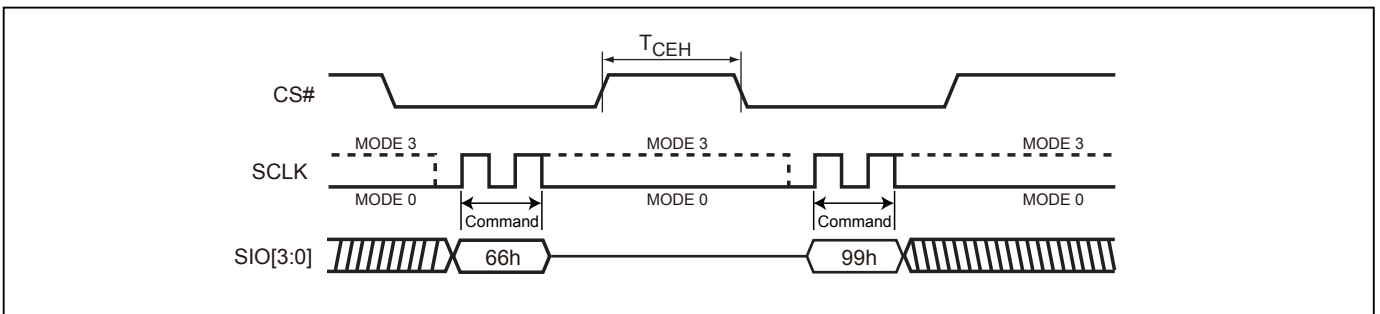 TCEH
CS#
MODE 3 MODE 3 MODE 3
SCLK
MODE 0 MODE 0 MODE 0
Command Command
SIO[3:0] 66h 99h